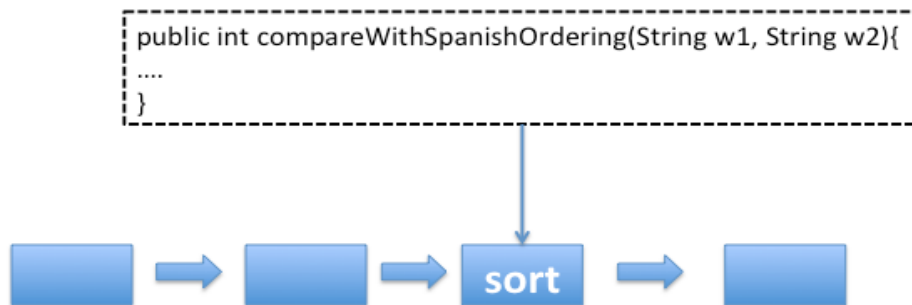 public int compareWithSpanishOrdering(String w1, String w2){
....
}
sort